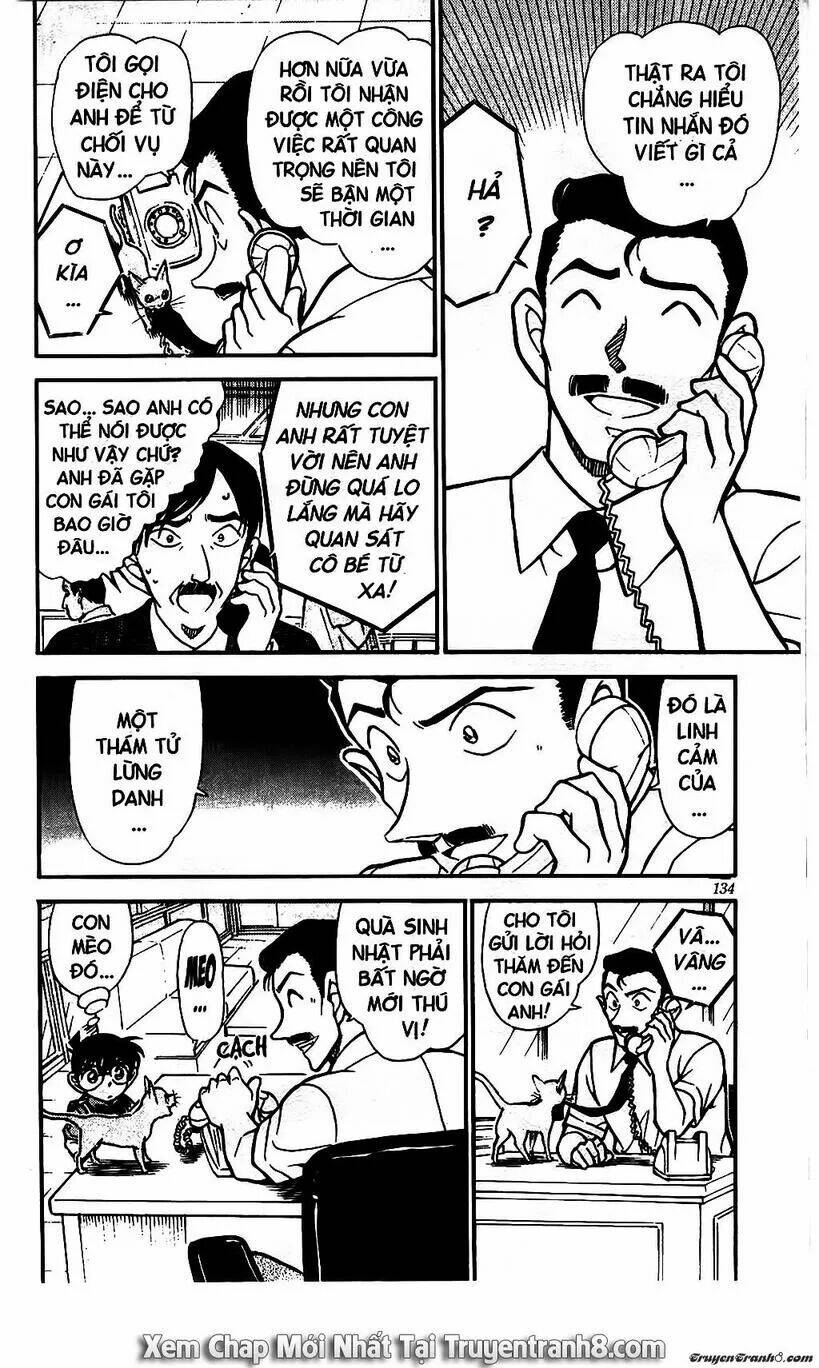 THẬT RA TÔI
CHẲNG HIỂU
TIN NHẮN ĐÓ
VIẾT GÌ CẢ
...
HẢ
?
HƠN NỮA VỪA
RỒI TÔI NHẬN
ĐƯỢC MỘT CÔNG
VIỆC RẤT QUAN
TRỌNG NÊN TÔI
SẼ BẬN MỘT
THỜI GIAN
...
TÔI GỌI
ĐIỆN CHO
ANH ĐỂ TỪ
CHỐI VỤ
NÀY...
Ơ
KÌA
...
NHƯNG CON
ANH RẤT TUYỆT
VỜI NÊN ANH
ĐỪNG QUÁ LO
LẮNG MÀ HÃY
QUAN SÁT
CÔ BÉ TỪ
XA!
SAO... SAO ANH CÓ
THỂ NÓI ĐƯỢC
NHƯ VẬY CHỨ?
ANH ĐÃ GẶP
CON GÁI TÔI
BAO GIỜ
ĐÂU...
ĐÓ LÀ
LINH
CẢM
CỦA
...
MỘT
THÁM TỬ
LỪNG
DANH
...
134
VÂ...
VÂNG
...
CHO TÔI
GỬI LỜI HỎI
THĂM ĐẾN
CON GÁI
ANH!
QUÀ SINH
NHẬT PHẢI
BẤT NGỜ
MỚI THÚ
VỊ!
CẠCH
MEO
...
CON
MÈO
ĐÓ...
Xem Chap Mới Nhất Tại Truyentranh8.com
TruyenTranh8.com